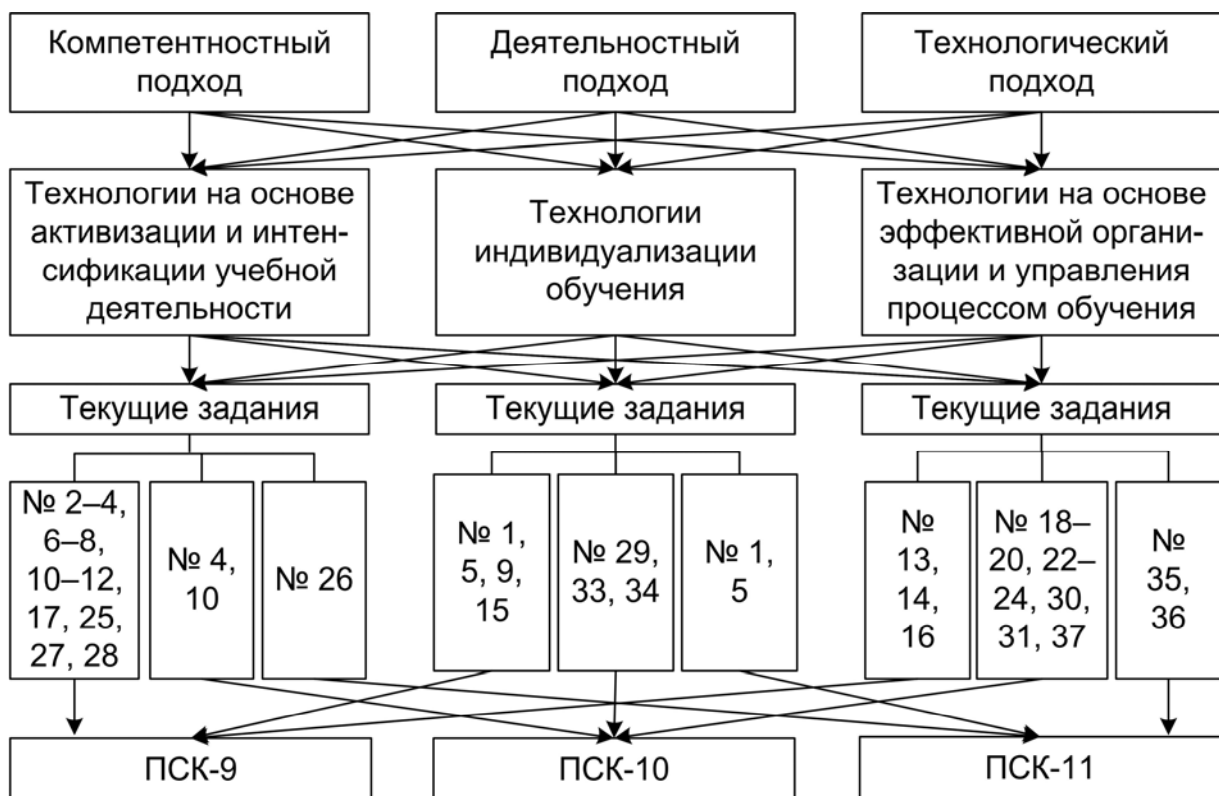 Компетентностный
подход
Деятельностный
подход
Технологический
подход
Технологии на основе
активизации и интен-
сификации учебной
деятельности
Технологии
индивидуализации
обучения
Технологии на основе
эффективной органи-
зации и управления
процессом обучения
Текущие задания
Текущие задания
Текущие задания
№ 2–4,
6–8,
10–12,
17, 25,
27, 28
№ 4,
10
№ 26
№ 1,
5, 9,
15
№ 29,
33, 34
№ 1,
5
№
13,
14,
16
№ 18–
20, 22–
24, 30,
31, 37
№
35,
36
ПСК-9
ПСК-10
ПСК-11